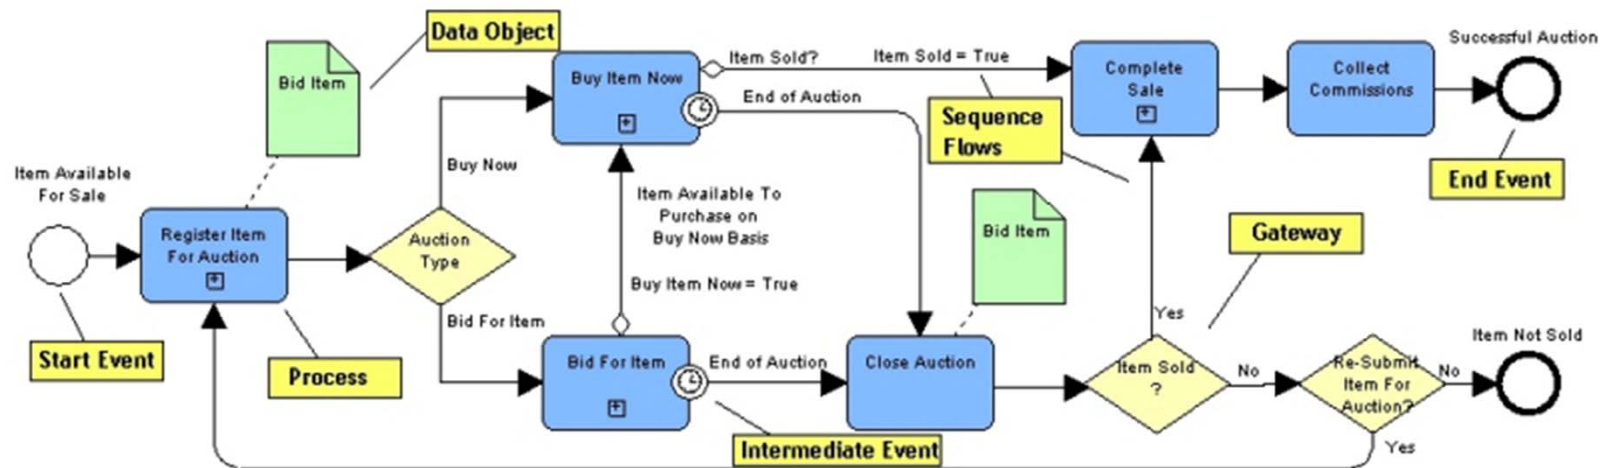 Data Object
Bid Item
Item Available
For Sale
Register Item
For Auction
Start Event
Process
Auction
Type
Buy Now
Bid For Item
Buy Item Now
Item Sold?
Item Sold = True
End of Auction
Item Available To
Purchase on
Buy Now Basis
Buy Item Now = True
Bid For Item
End of Auction
Intermediate Event
Sequence
Flows
Bid Item
Close Auction
Complete
Sale
Collect
Commissions
Successful Auction
End Event
Gateway
Yes
Item Sold
?
No
Re-Submit
Item For
Auction?
No
Yes
Item Not Sold